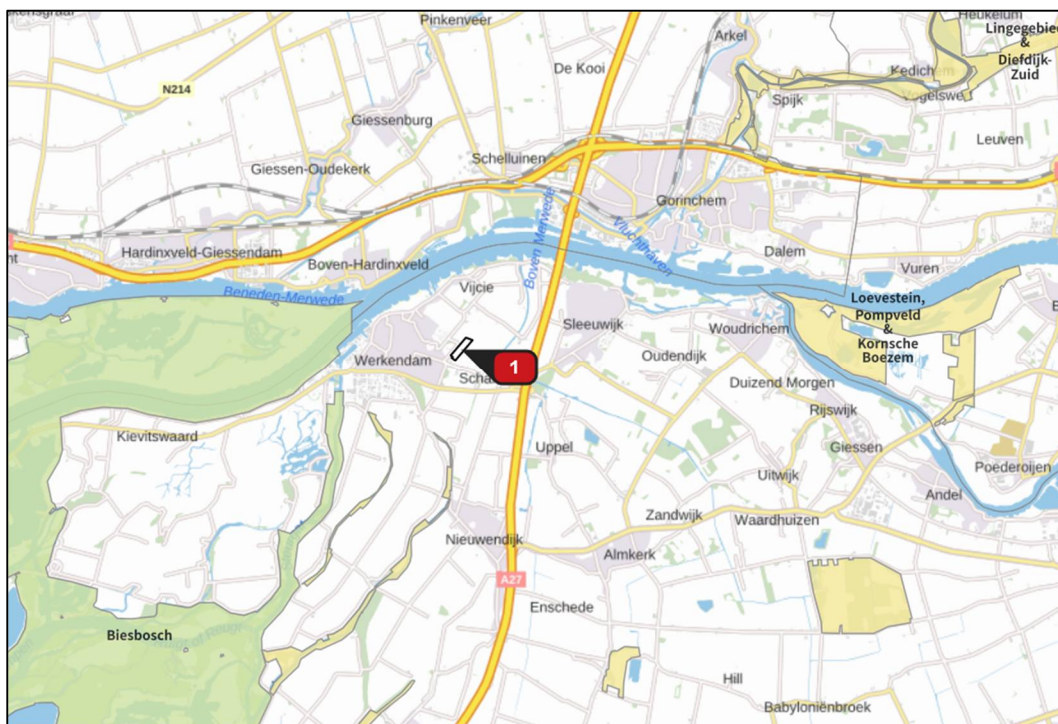 Pinkenveer
Heukelum
Arkel
Lingegebied
&
Diefdijk-
Zuid
De Kooi
Kedichem
Vogelswe
N214
Spijk
Giessenburg
Leuven
Schelluinen
Giessen-Oudekerk
Gorinchem
Boven Merwede
Vluchthaven
Hardinxveld-Giessendam
Dalem
Boven-Hardinxveld
Vuren
Beneden-Merwede
Vijcie
Loevestein,
Pompveld
&
Kornsche
Boezem
Sleeuwijk
Woudrichem
Werkendam
Oudendijk
1
Duizend Morgen
Rijswijk
Kievitswaard
Uppel
Giessen
Poederoijen
Uitwijk
Andel
Zandwijk
Waardhuizen
Nieuwendijk
Almkerk
A27
Enschede
Biesbosch
Hill
Babyloniënbroek